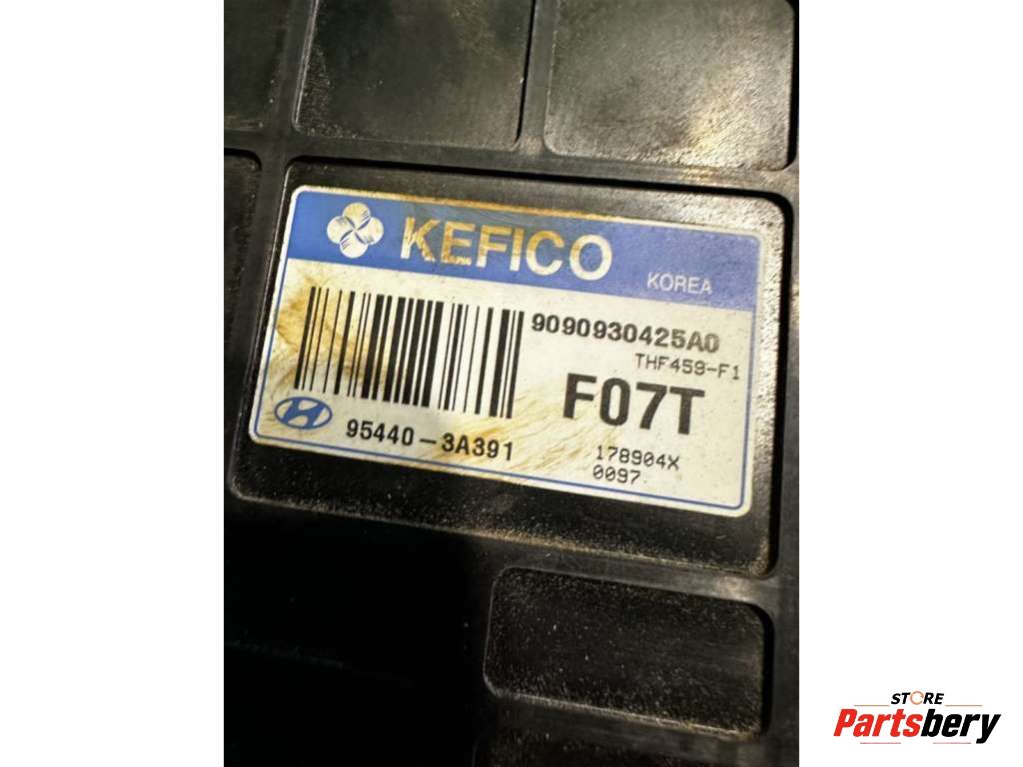 KEFICO
KOREA
9090930425A0
THF459-F1
F07T
95440-3A391
178904X
0097.
STORE
Partsbery